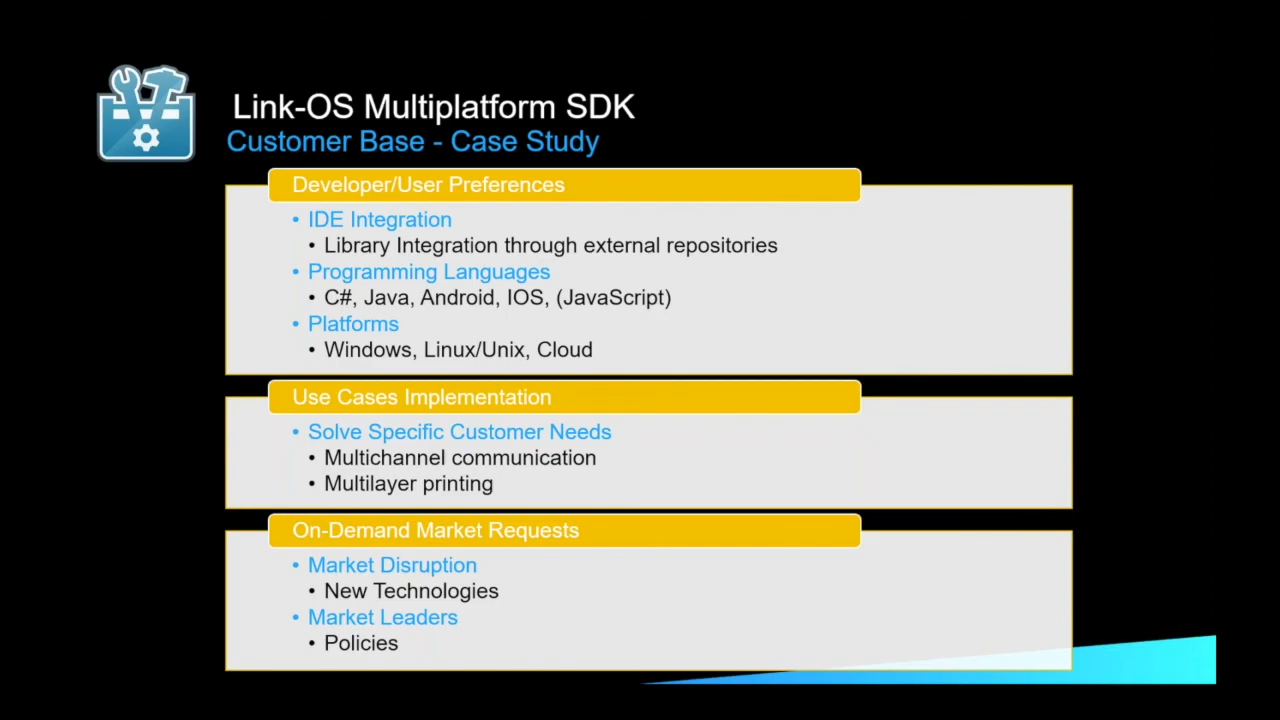 Link-OS Multiplatform SDK
Customer Base - Case Study
Developer/User Preferences
• IDE Integration
• Library Integration through external repositories
• Programming Languages
• C#, Java, Android, IOS, (JavaScript)
• Platforms
• Windows, Linux/Unix, Cloud
Use Cases Implementation
• Solve Specific Customer Needs
• Multichannel communication
• Multilayer printing
On-Demand Market Requests
• Market Disruption
• New Technologies
• Market Leaders
• Policies